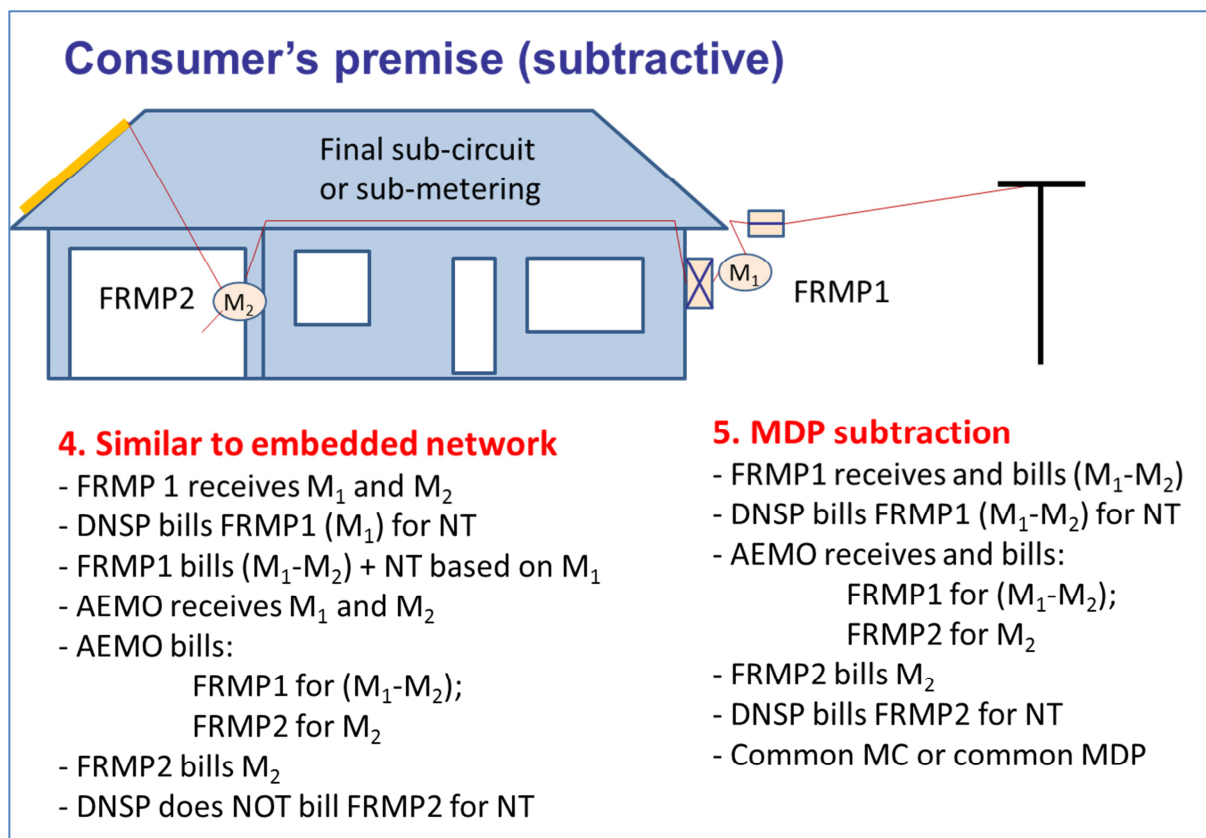 Consumer’s premise (subtractive)
Final sub-circuit
or sub-metering
FRMP2
M₂
M₁
FRMP1
4. Similar to embedded network
- FRMP 1 receives M₁ and M₂
- DNSP bills FRMP1 (M₁) for NT
- FRMP1 bills (M₁-M₂) + NT based on M₁
- AEMO receives M₁ and M₂
- AEMO bills:
FRMP1 for (M₁-M₂);
FRMP2 for M₂
- FRMP2 bills M₂
- DNSP does NOT bill FRMP2 for NT
5. MDP subtraction
- FRMP1 receives and bills (M₁-M₂)
- DNSP bills FRMP1 (M₁-M₂) for NT
- AEMO receives and bills:
FRMP1 for (M₁-M₂);
FRMP2 for M₂
- FRMP2 bills M₂
- DNSP bills FRMP2 for NT
- Common MC or common MDP